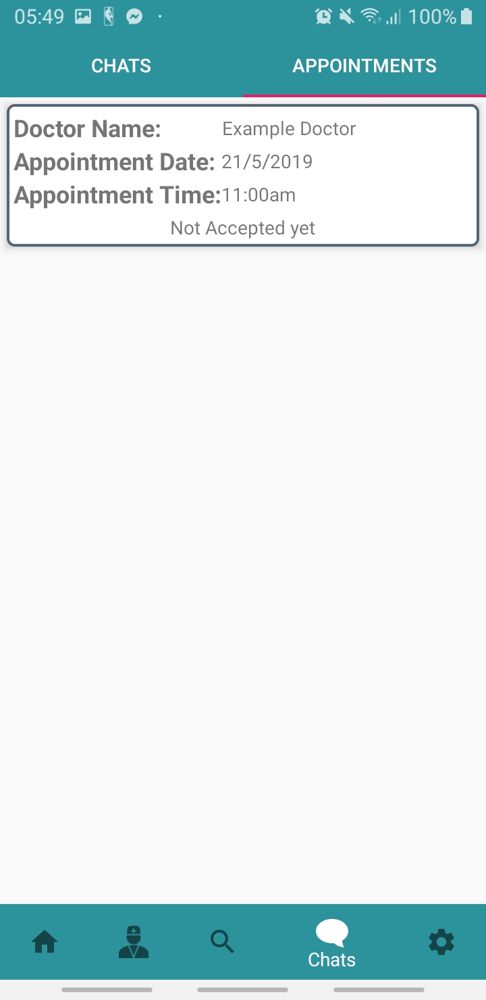 05:49 100%
CHATS APPOINTMENTS
Doctor Name: Example Doctor
Appointment Date: 21/5/2019
Appointment Time:11:00am
Not Accepted yet
Chats